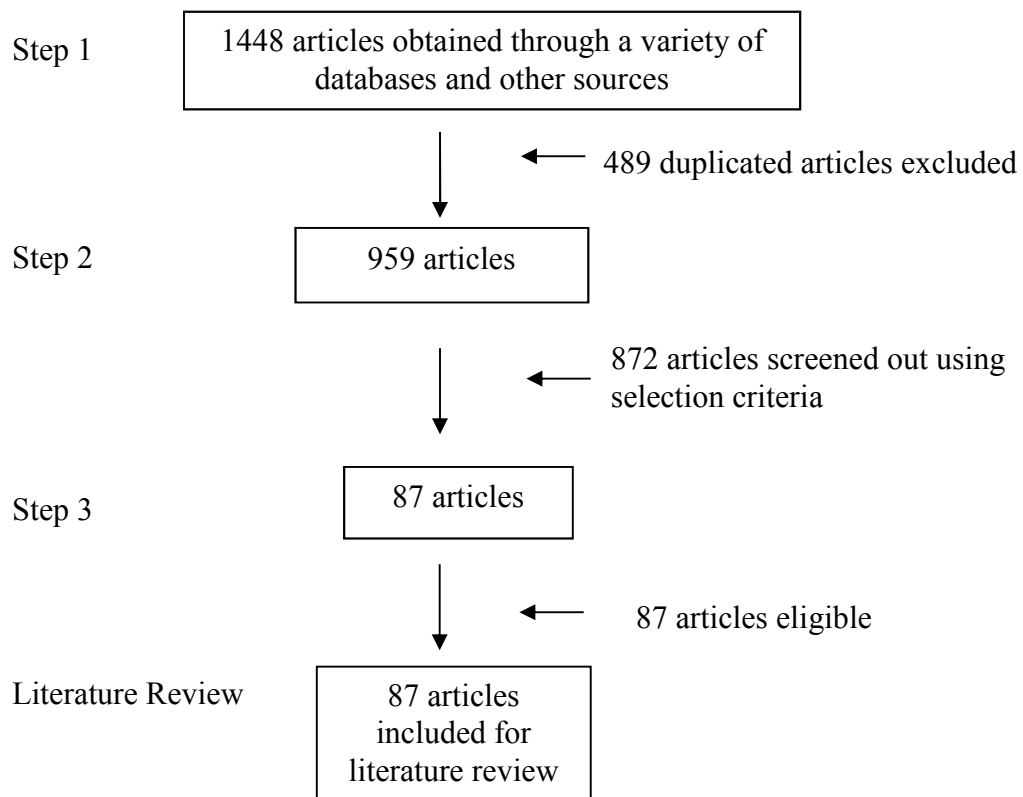 Step 1
1448 articles obtained through a variety of
databases and other sources
489 duplicated articles excluded
Step 2
959 articles
872 articles screened out using
selection criteria
Step 3
87 articles
87 articles eligible
Literature Review
87 articles
included for
literature review